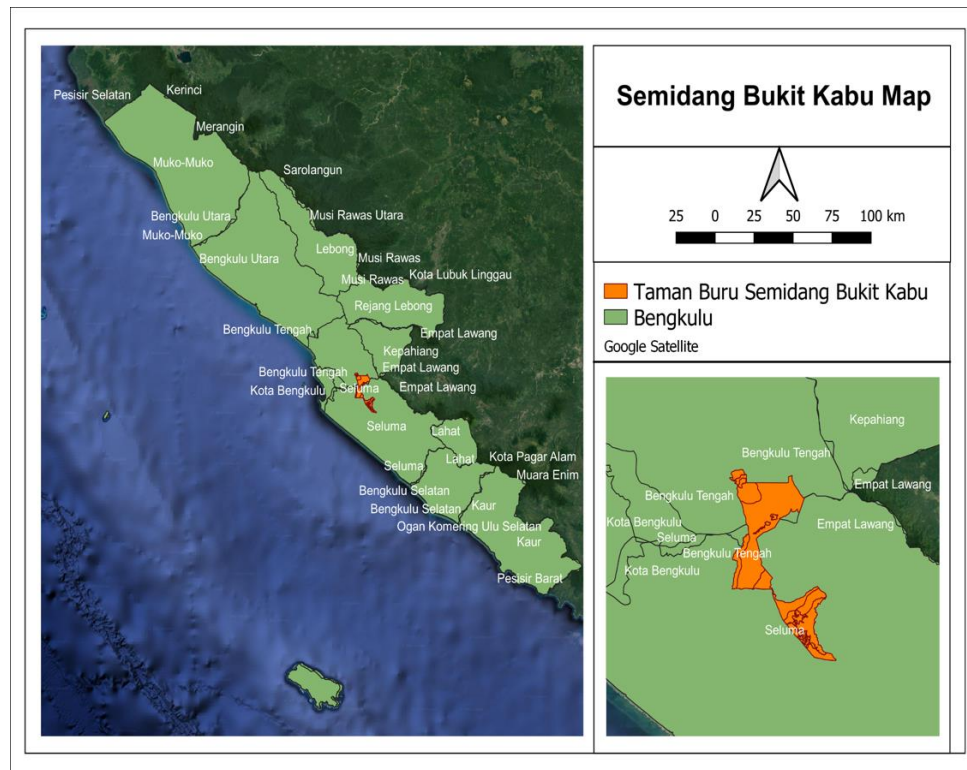 Pesisir Selatan
Kerinci
Merangin
Muko-Muko
Sarolangun
Bengkulu Utara
Musi Rawas Utara
Muko-Muko
Lebong
Bengkulu Utara
Musi Rawas
Kota Lubuk Linggau
Musi Rawas
Rejang Lebong
Bengkulu Tengah
Empat Lawang
Kepahiang
Bengkulu Tengah
Empat Lawang
Kota Bengkulu
Seluma
Empat Lawang
Seluma
Lahat
Seluma
Lahat
Kota Pagar Alam
Muara Enim
Bengkulu Selatan
Bengkulu Selatan
Kaur
Ogan Komering Ulu Selatan
Kaur
Pesisir Barat
Semidang Bukit Kabu Map
25 0 25 50 75 100 km
Taman Buru Semidang Bukit Kabu
Bengkulu
Google Satellite
Kepahiang
Bengkulu Tengah
Empat Lawang
Bengkulu Tengah
Kota Bengkulu
Empat Lawang
Seluma
Bengkulu Tengah
Kota Bengkulu
Seluma